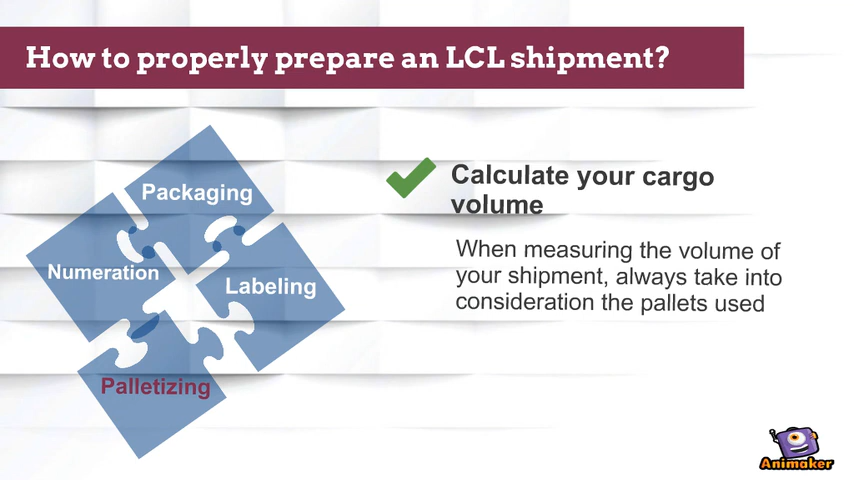 How to properly prepare an LCL shipment?
Packaging
Numeration
Labeling
Palletizing
Calculate your cargo
volume
When measuring the volume of
your shipment, always take into
consideration the pallets used
Animaker